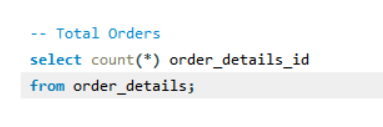 -- Total Orders
select count(*) order_details_id
from order_details;